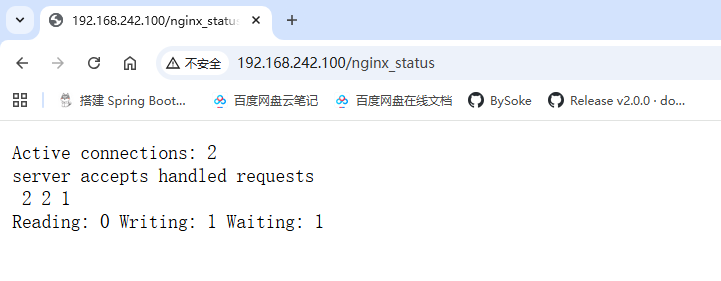 192.168.242.100/nginx_status
不安全 192.168.242.100/nginx_status
搭建 Spring Boot... 百度网盘云笔记 百度网盘在线文档 BySoke Release v2.0.0 · do...
Active connections: 2
server accepts handled requests
2 2 1
Reading: 0 Writing: 1 Waiting: 1